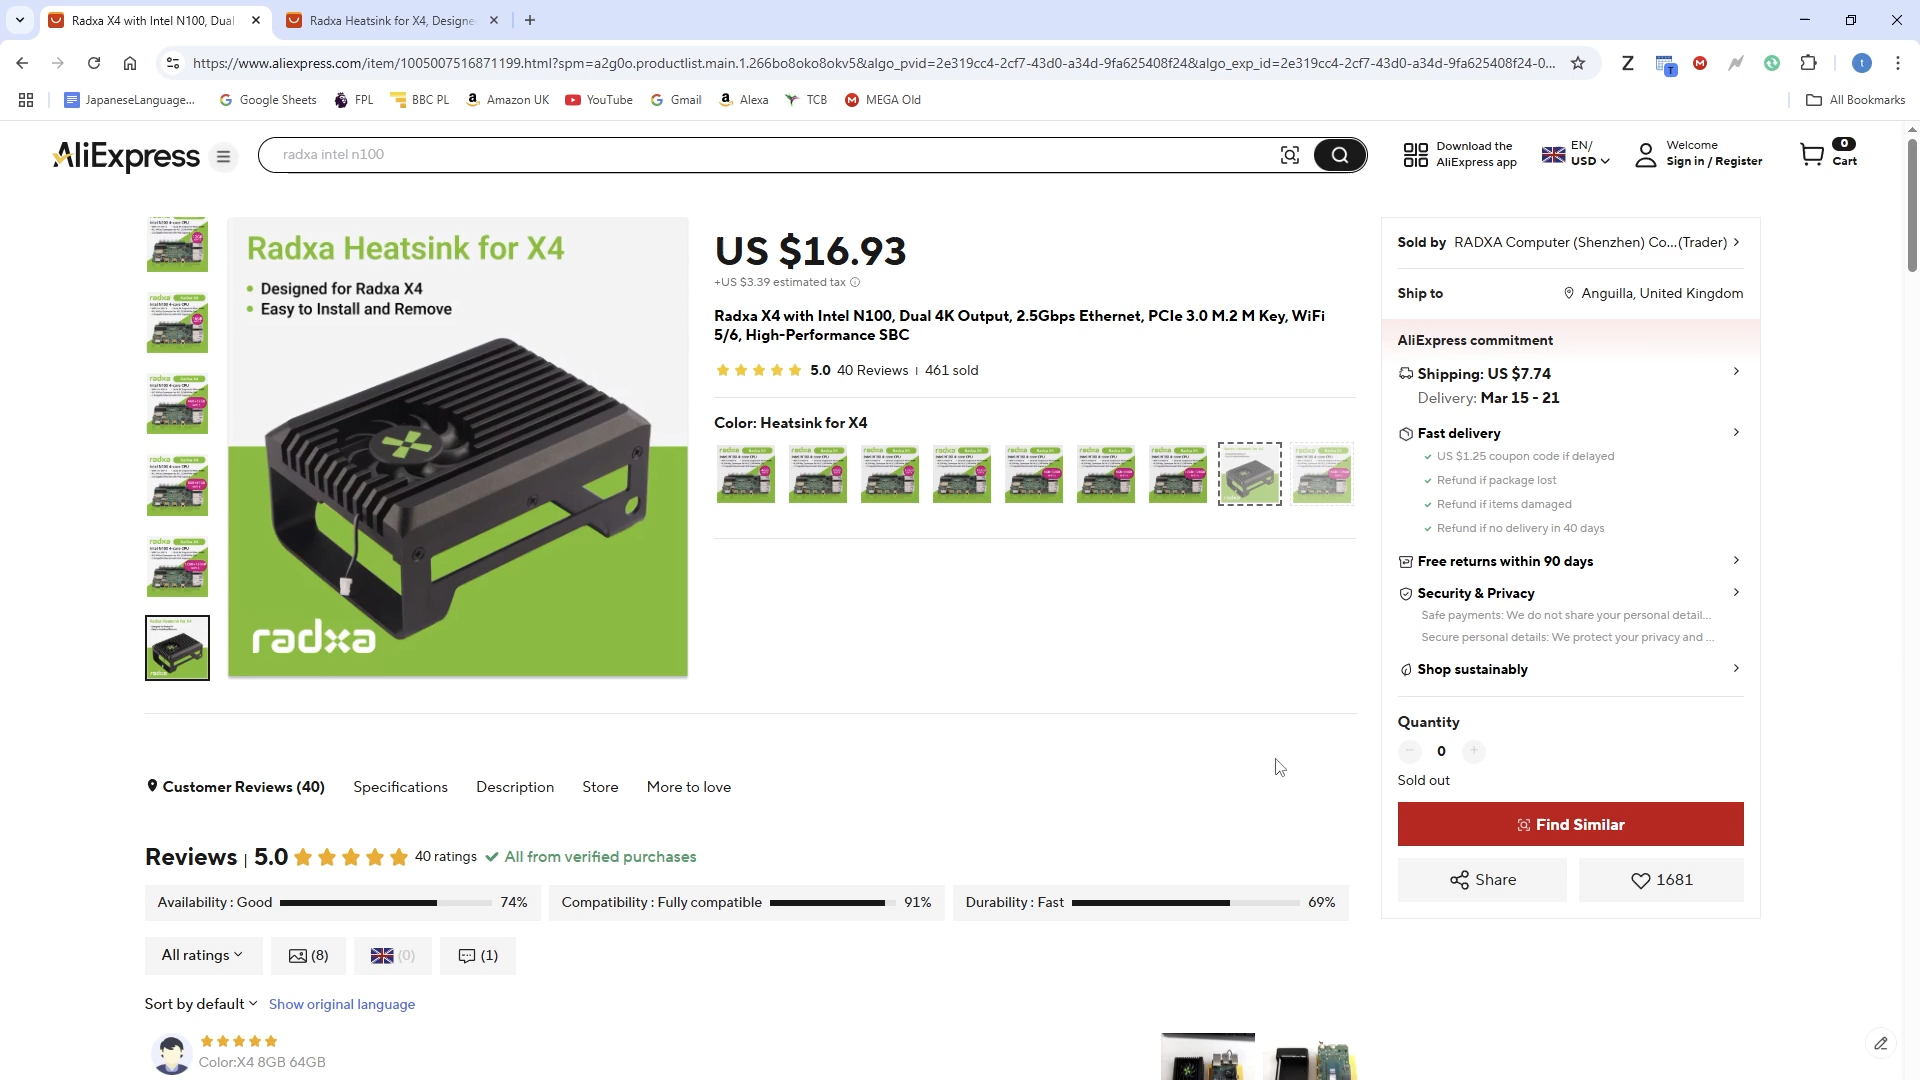 Radxa X4 with Intel N100, Dual
Radxa Heatsink for X4, Designe
https://www.aliexpress.com/item/1005007516871199.html?spm=a2g0o.productlist.main.1.266bo8oko8okv5&algo_pvid=2e319cc4-2cf7-43d0-a34d-9fa625408f24&algo_exp_id=2e319cc4-2cf7-43d0-a34d-9fa625408f24-0...
JapaneseLanguage...
Google Sheets
FPL
BBC PL
Amazon UK
YouTube
Gmail
Alexa
TCB
MEGA Old
All Bookmarks
AliExpress
radxa intel n100
Download the
AliExpress app
EN/
USD
Welcome
Sign in / Register
0
Cart
Radxa Heatsink for X4
Designed for Radxa X4
Easy to Install and Remove
radxa
US $16.93
+US $3.39 estimated tax
Radxa X4 with Intel N100, Dual 4K Output, 2.5Gbps Ethernet, PCIe 3.0 M.2 M Key, WiFi
5/6, High-Performance SBC
5.0 40 Reviews | 461 sold
Color: Heatsink for X4
Sold by RADXA Computer (Shenzhen) Co...(Trader)
Ship to
Anguilla, United Kingdom
AliExpress commitment
Shipping: US $7.74
Delivery: Mar 15 - 21
Fast delivery
US $1.25 coupon code if delayed
Refund if package lost
Refund if items damaged
Refund if no delivery in 40 days
Free returns within 90 days
Security & Privacy
Safe payments: We do not share your personal detail...
Secure personal details: We protect your privacy and ...
Shop sustainably
Quantity
0
Sold out
Find Similar
Share
1681
Customer Reviews (40)
Specifications
Description
Store
More to love
Reviews | 5.0
40 ratings
All from verified purchases
Availability : Good
74%
Compatibility : Fully compatible
91%
Durability : Fast
69%
All ratings
(8)
(0)
(1)
Sort by default
Show original language
Color:X4 8GB 64GB